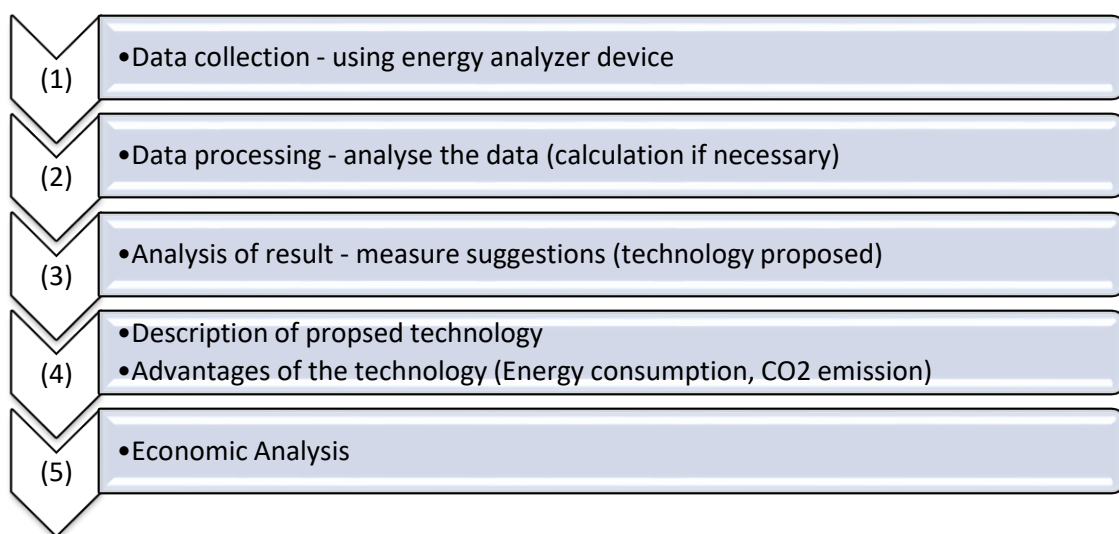 (1)
•Data collection - using energy analyzer device
(2)
•Data processing - analyse the data (calculation if necessary)
(3)
•Analysis of result - measure suggestions (technology proposed)
(4)
•Description of propsed technology
•Advantages of the technology (Energy consumption, CO2 emission)
(5)
•Economic Analysis